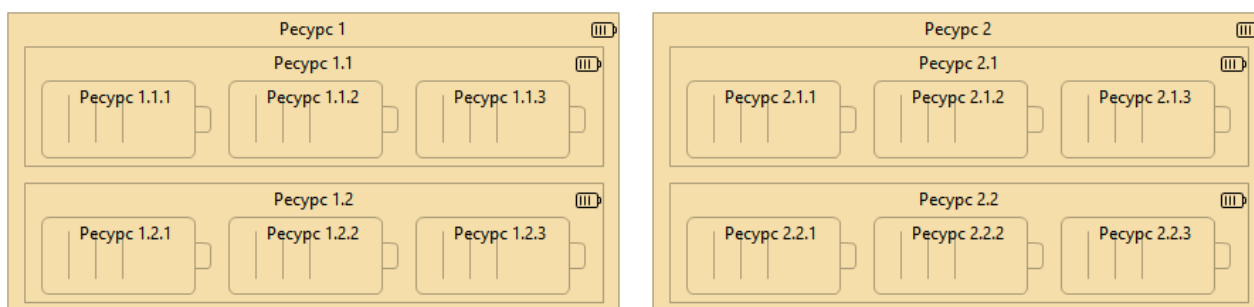 Ресурс 1
Ресурс 1.1
Ресурс 1.1.1 Ресурс 1.1.2 Ресурс 1.1.3
Ресурс 1.2
Ресурс 1.2.1 Ресурс 1.2.2 Ресурс 1.2.3
Ресурс 2
Ресурс 2.1
Ресурс 2.1.1 Ресурс 2.1.2 Ресурс 2.1.3
Ресурс 2.2
Ресурс 2.2.1 Ресурс 2.2.2 Ресурс 2.2.3